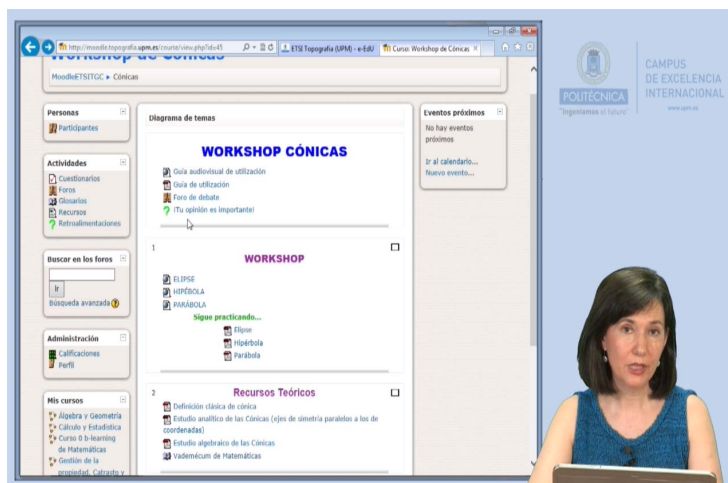 http://moodle.topografia.upm.es/course/view.php?id=45
ETSI Topografia (UPM) - e-EdU
Curso: Workshop de Cónicas
Workshop de Cónicas
MoodleETSITGC ► Cónicas
Personas
Participantes
Actividades
Cuestionarios
Foros
Glosarios
Recursos
Retroalimentaciones
Buscar en los foros
Ir
Búsqueda avanzada
Administración
Calificaciones
Perfil
Mis cursos
Álgebra y Geometría
Cálculo y Estadística
Curso 0 b-learning
de Matemáticas
Gestión de la
propiedad, Catastro y
Diagrama de temas
WORKSHOP CÓNICAS
Guía audiovisual de utilización
Guía de utilización
Foro de debate
¡Tu opinión es importante!
1
WORKSHOP
ELIPSE
HIPÉBOLA
PARÁBOLA
Sigue practicando...
Elipse
Hipérbola
Parábola
2
Recursos Teóricos
Definición clásica de cónica
Estudio analítico de las Cónicas (ejes de simetría paralelos a los de
coordenadas)
Estudio algebraico de las Cónicas
Vademécum de Matemáticas
Eventos próximos
No hay eventos
próximos
Ir al calendario...
Nuevo evento...
POLITÉCNICA
"Ingeniamos el futuro"
CAMPUS
DE EXCELENCIA
INTERNACIONAL
www.upm.es